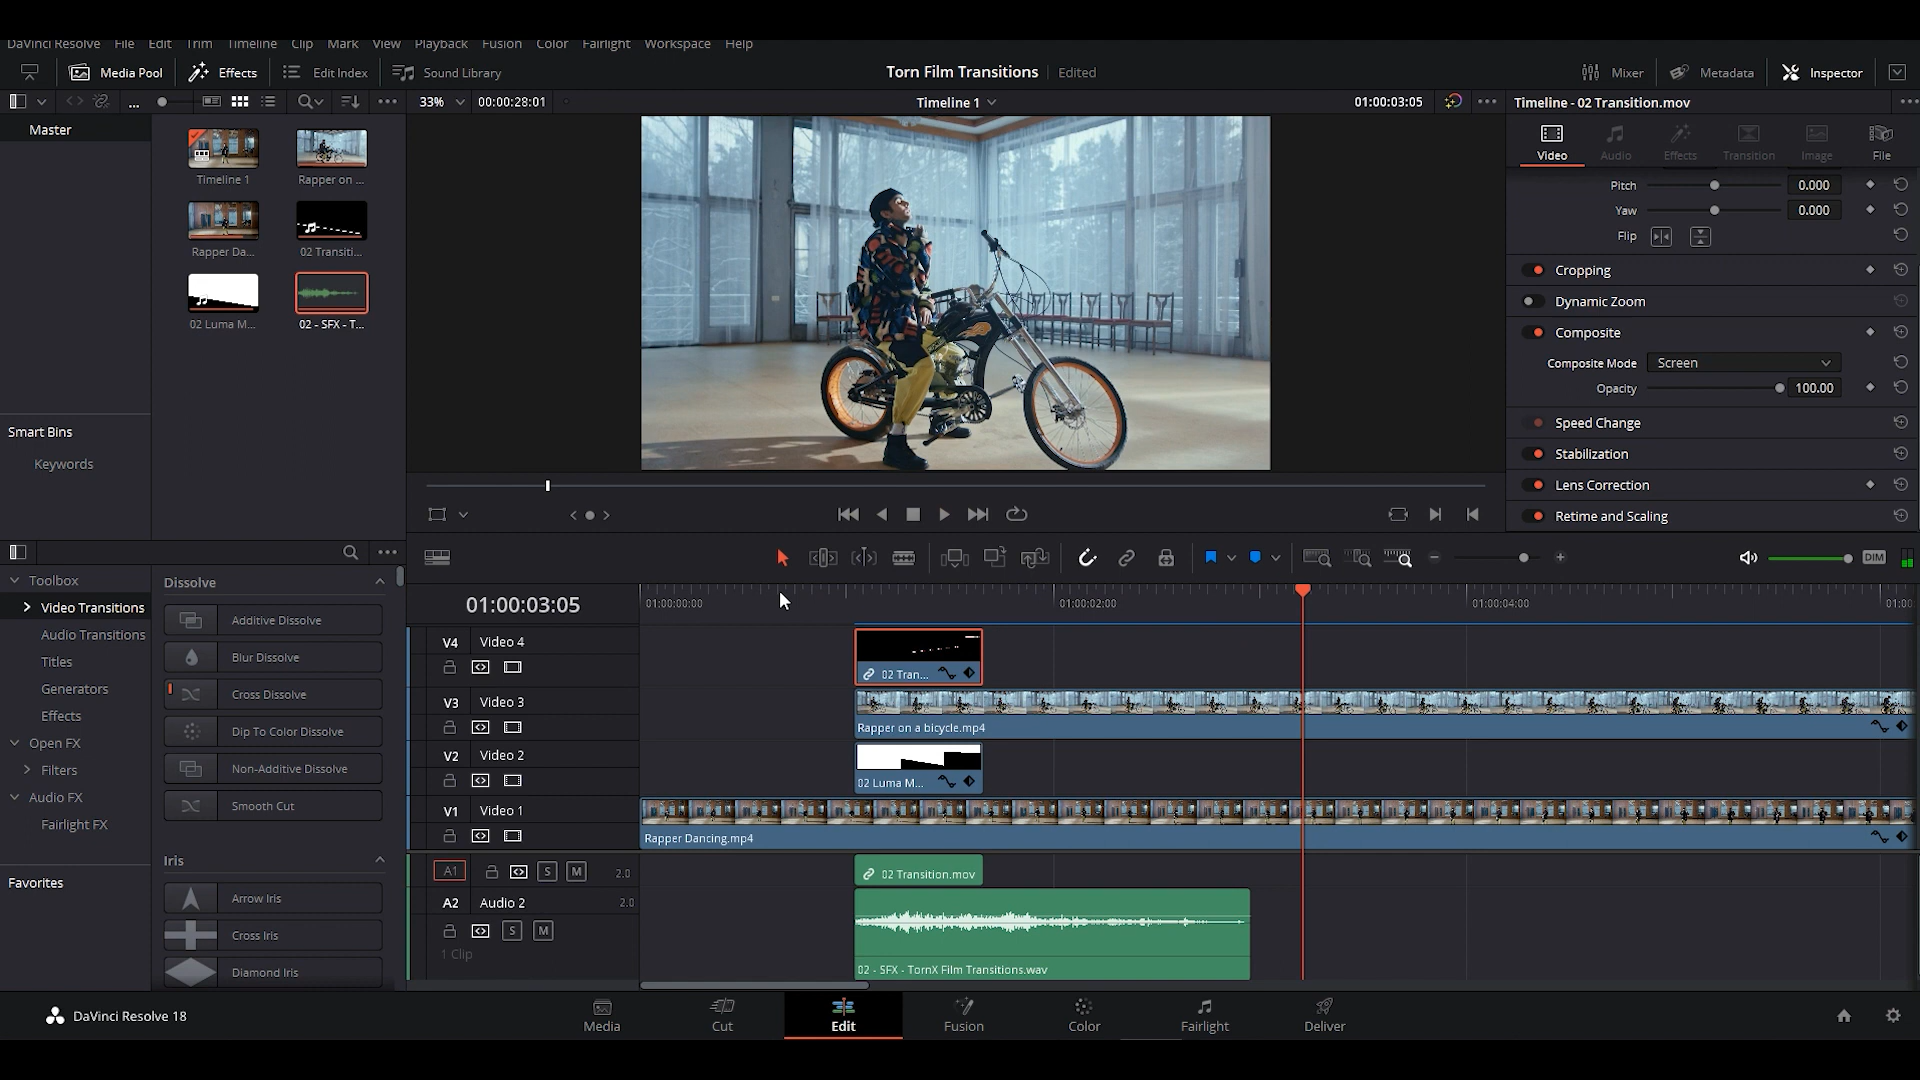 DaVinci Resolve File Edit Trim Timeline Clip Mark View Playback Fusion Color Fairlight Workspace Help
Media Pool Effects Edit Index Sound Library Torn Film Transitions Edited Mixer Metadata Inspector
... 33% 00:00:28:01 Timeline 1 01:00:03:05 Timeline - 02 Transition.mov
Master
Video Audio Effects Transition Image File
Timeline 1 Rapper on ...
Pitch 0.000
Yaw 0.000
Flip
Rapper Da... 02 Transiti...
Cropping
Dynamic Zoom
02 Luma M... 02 - SFX - T...
Composite
Composite Mode Screen
Opacity 100.00
Speed Change
Smart Bins
Keywords
Stabilization
Lens Correction
Retime and Scaling
DIM
Toolbox
Video Transitions
Audio Transitions
Titles
Generators
Effects
Open FX
Filters
Audio FX
Fairlight FX
Favorites
Dissolve
Additive Dissolve
Blur Dissolve
Cross Dissolve
Dip To Color Dissolve
Non-Additive Dissolve
Smooth Cut
Iris
Arrow Iris
Cross Iris
Diamond Iris
01:00:03:05 01:00:00:00 01:00:02:00 01:00:04:00 01:00
V4 Video 4
02 Tran...
V3 Video 3
Rapper on a bicycle.mp4
V2 Video 2
02 Luma M...
V1 Video 1
Rapper Dancing.mp4
A1 S M 2.0 02 Transition.mov
A2 Audio 2 2.0
S M
1 Clip
02 - SFX - TornX Film Transitions.wav
DaVinci Resolve 18 Media Cut Edit Fusion Color Fairlight Deliver